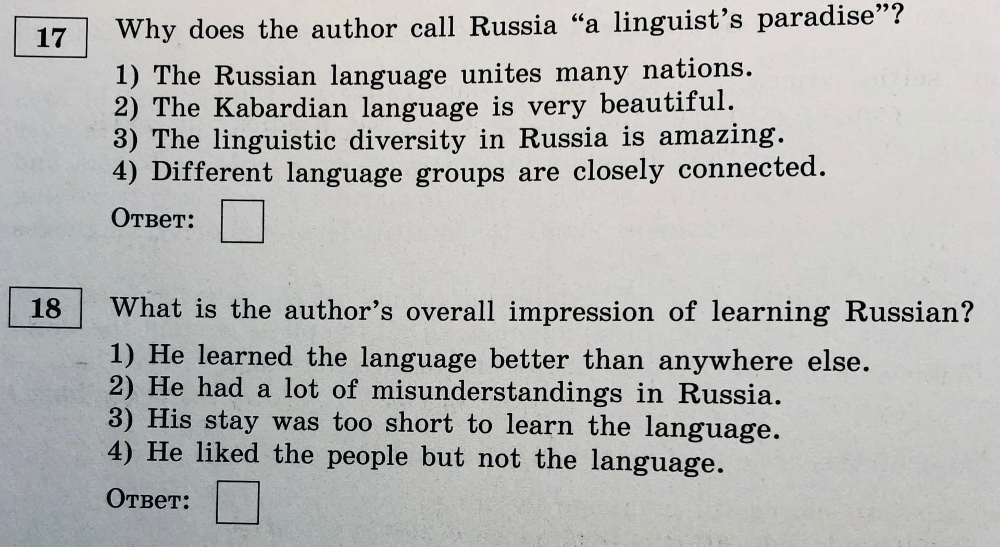 17 Why does the author call Russia “a linguist’s paradise”?
1) The Russian language unites many nations.
2) The Kabardian language is very beautiful.
3) The linguistic diversity in Russia is amazing.
4) Different language groups are closely connected.
Ответ:
18 What is the author’s overall impression of learning Russian?
1) He learned the language better than anywhere else.
2) He had a lot of misunderstandings in Russia.
3) His stay was too short to learn the language.
4) He liked the people but not the language.
Ответ: